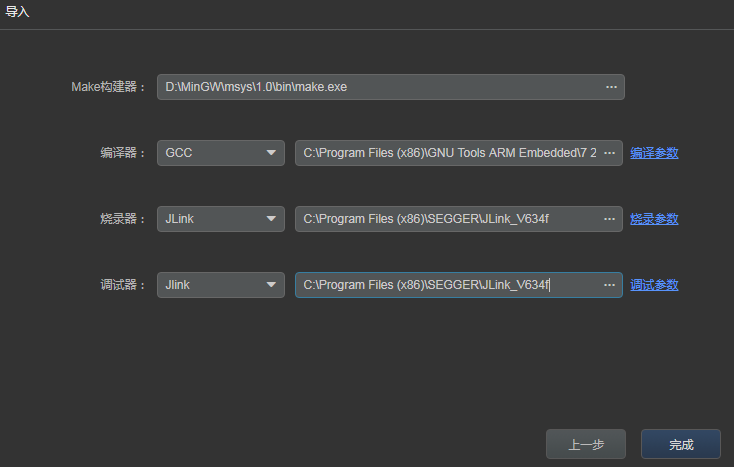 导入
Make构建器： D:\MinGW\msys\1.0\bin\make.exe ···
编译器： GCC C:\Program Files (x86)\GNU Tools ARM Embedded\7 2 ··· 编译参数
烧录器： JLink C:\Program Files (x86)\SEGGER\JLink_V634f ··· 烧录参数
调试器： Jlink C:\Program Files (x86)\SEGGER\JLink_V634f ··· 调试参数
上一步 完成